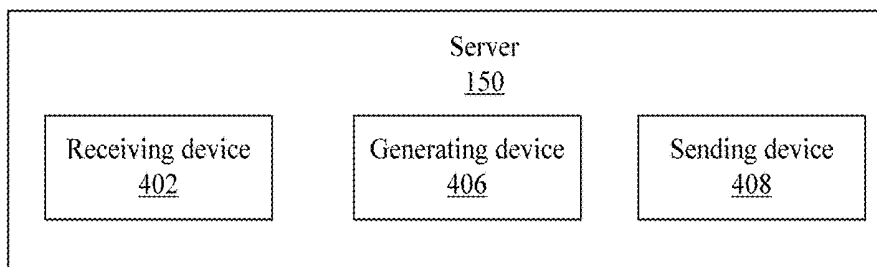 Server
150
Receiving device
402
Generating device
406
Sending device
408